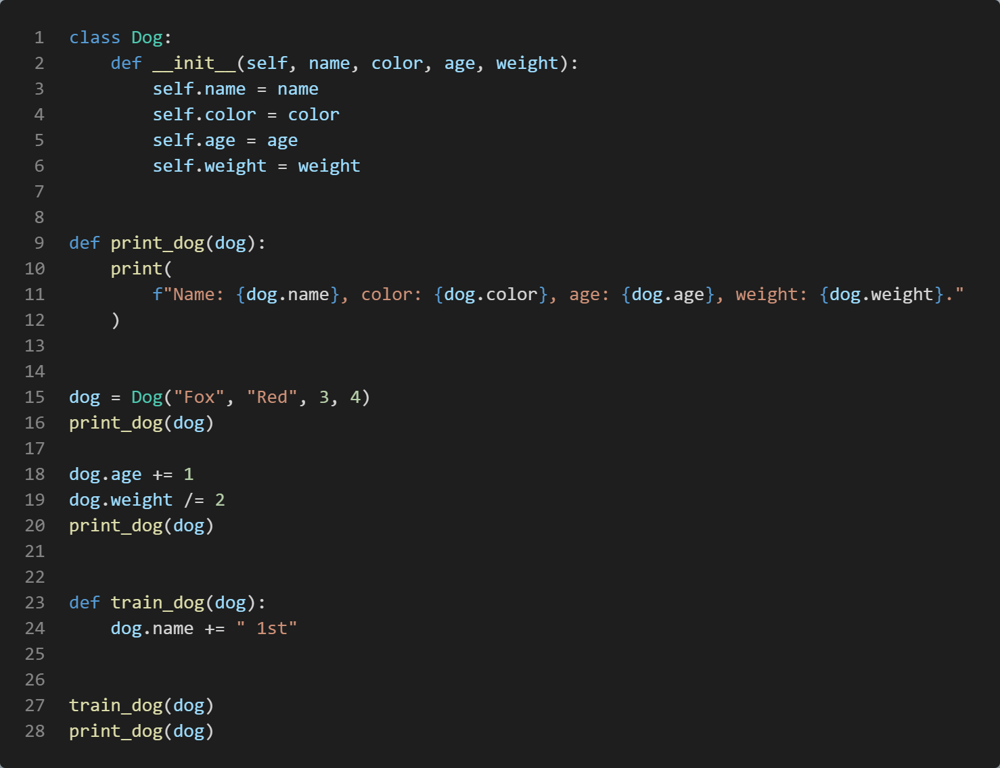 1 class Dog:
2     def __init__(self, name, color, age, weight):
3         self.name = name
4         self.color = color
5         self.age = age
6         self.weight = weight
7
8
9 def print_dog(dog):
10     print(
11         f"Name: {dog.name}, color: {dog.color}, age: {dog.age}, weight: {dog.weight}."
12     )
13
14
15 dog = Dog("Fox", "Red", 3, 4)
16 print_dog(dog)
17
18 dog.age += 1
19 dog.weight /= 2
20 print_dog(dog)
21
22
23 def train_dog(dog):
24     dog.name += " 1st"
25
26
27 train_dog(dog)
28 print_dog(dog)